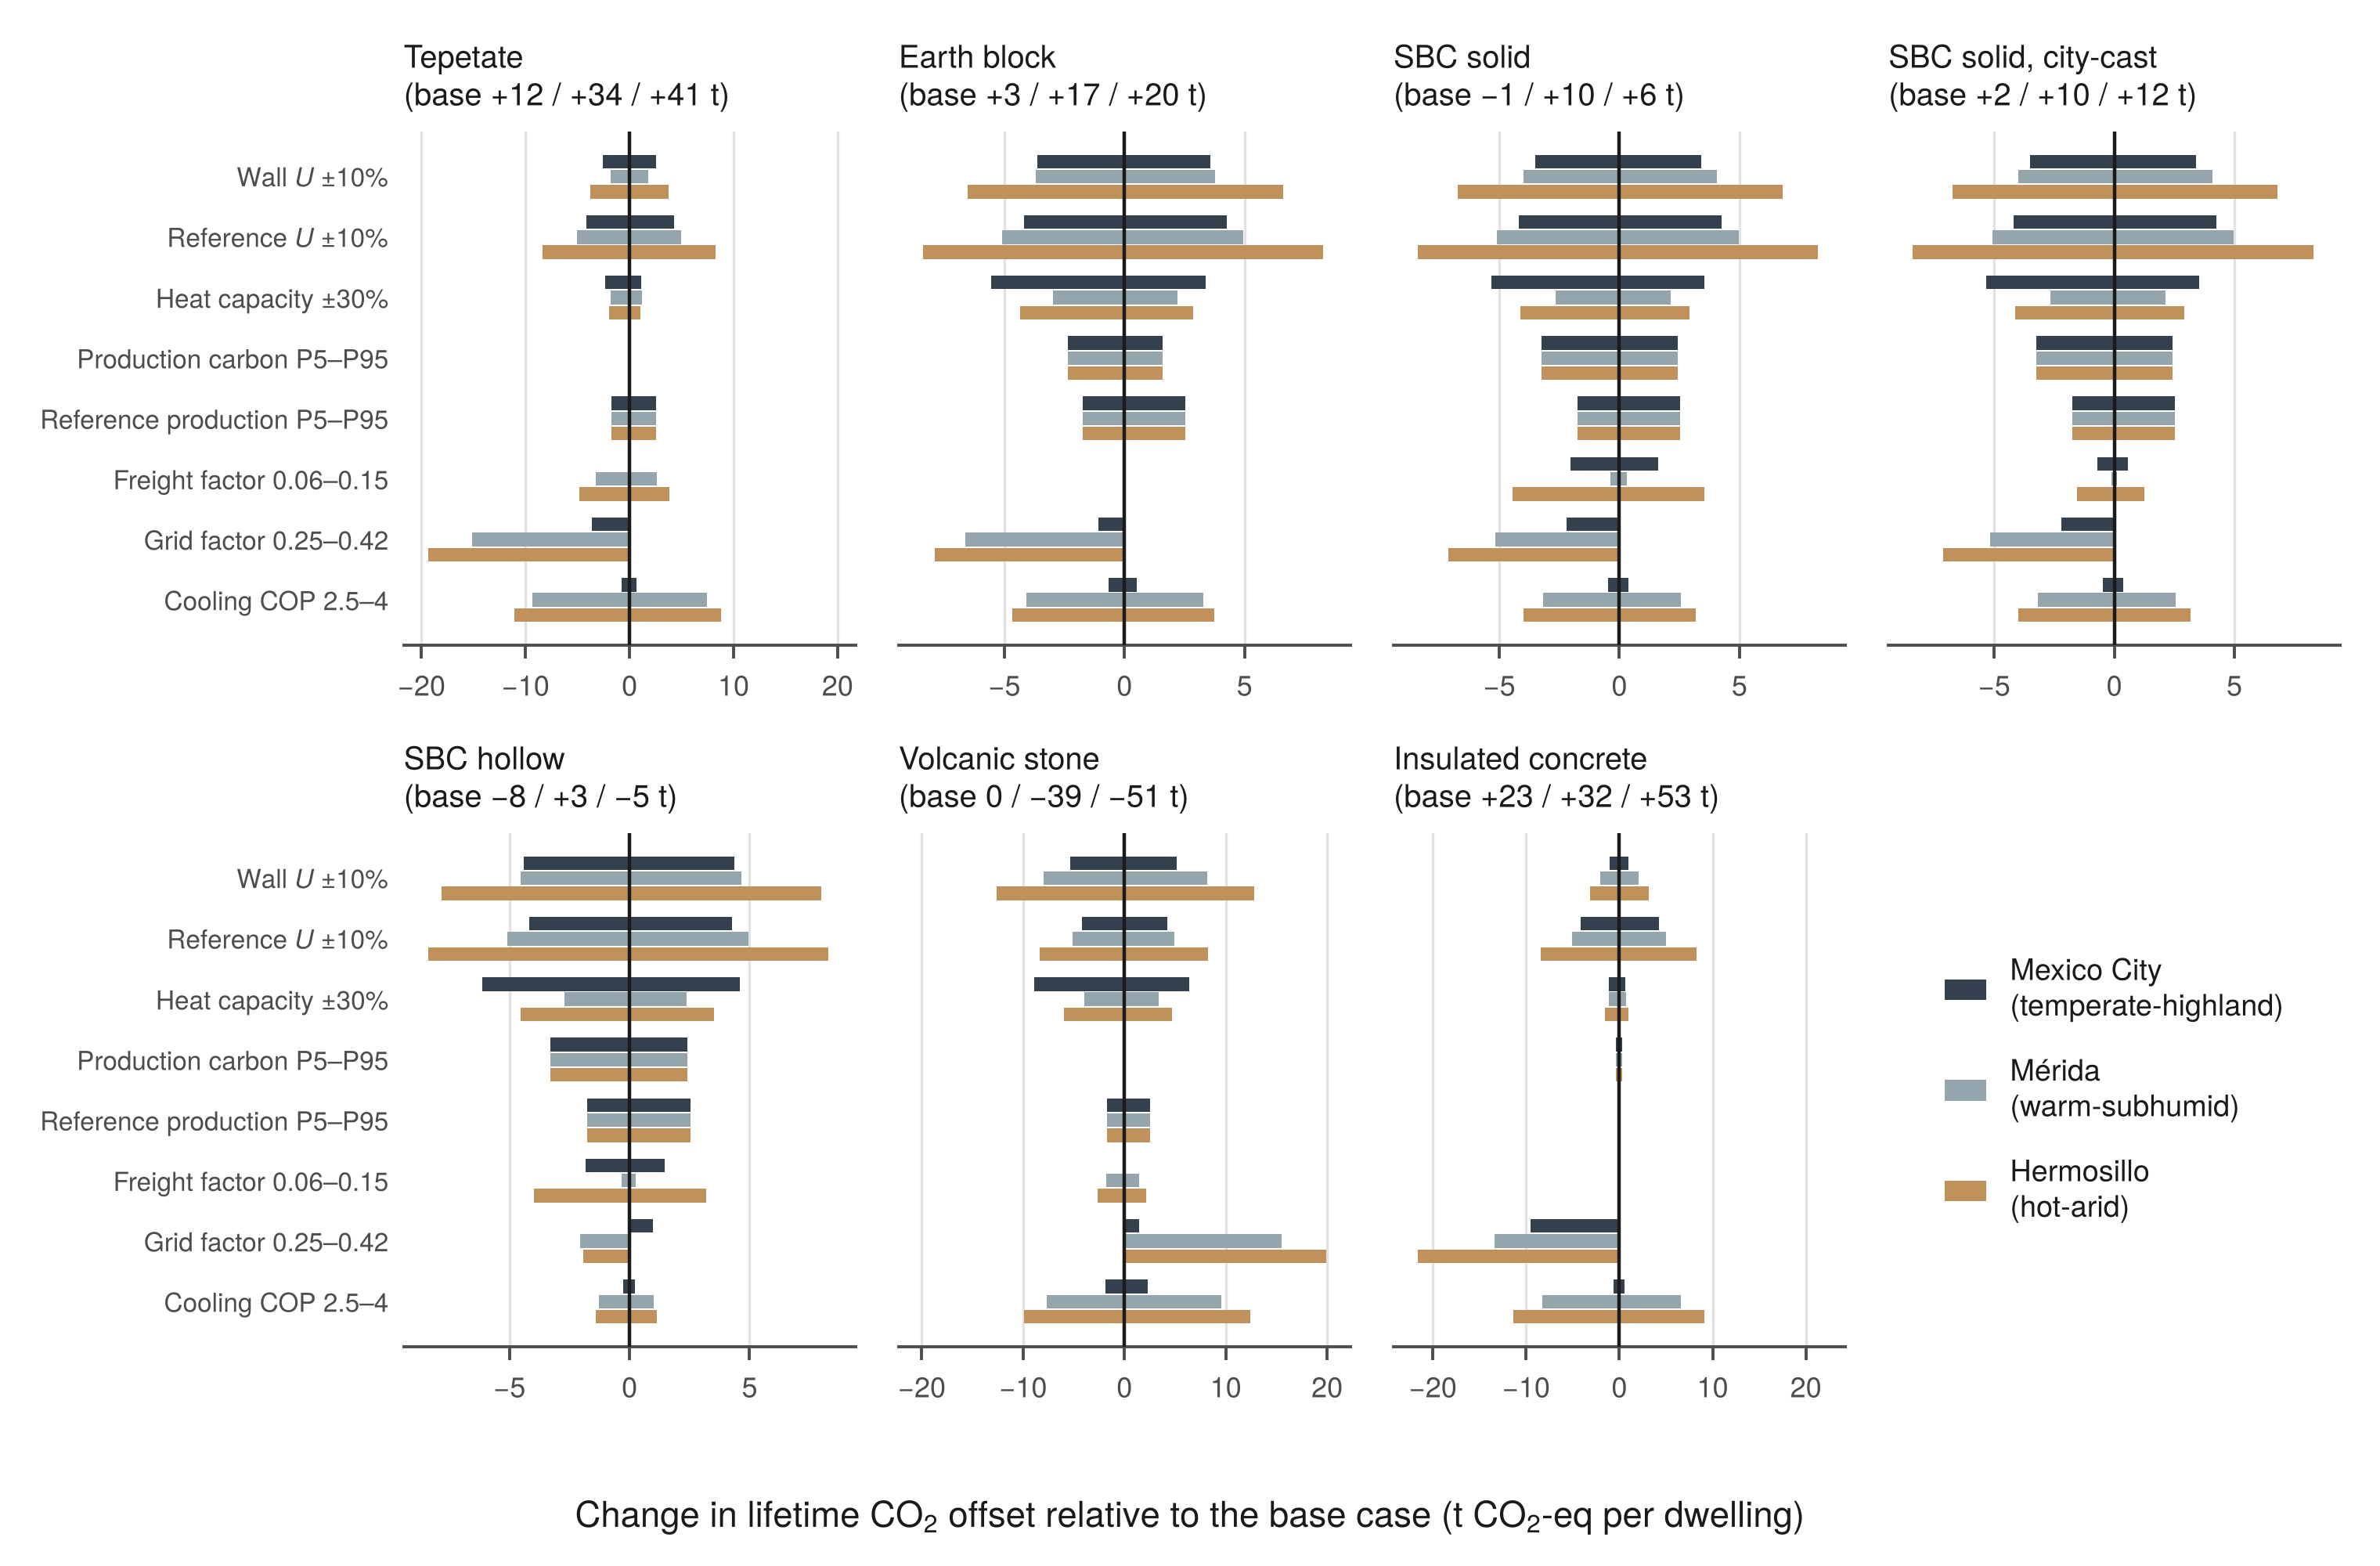 Tepetate
(base +12 / +34 / +41 t)
Earth block
(base +3 / +17 / +20 t)
SBC solid
(base −1 / +10 / +6 t)
SBC solid, city-cast
(base +2 / +10 / +12 t)
Wall U ±10%
Reference U ±10%
Heat capacity ±30%
Production carbon P5–P95
Reference production P5–P95
Freight factor 0.06–0.15
Grid factor 0.25–0.42
Cooling COP 2.5–4
−20 −10 0 10 20
−5 0 5
−5 0 5
−5 0 5
SBC hollow
(base −8 / +3 / −5 t)
Volcanic stone
(base 0 / −39 / −51 t)
Insulated concrete
(base +23 / +32 / +53 t)
Wall U ±10%
Reference U ±10%
Heat capacity ±30%
Production carbon P5–P95
Reference production P5–P95
Freight factor 0.06–0.15
Grid factor 0.25–0.42
Cooling COP 2.5–4
−5 0 5
−20 −10 0 10 20
−20 −10 0 10 20
Mexico City
(temperate-highland)
Mérida
(warm-subhumid)
Hermosillo
(hot-arid)
Change in lifetime CO₂ offset relative to the base case (t CO₂-eq per dwelling)